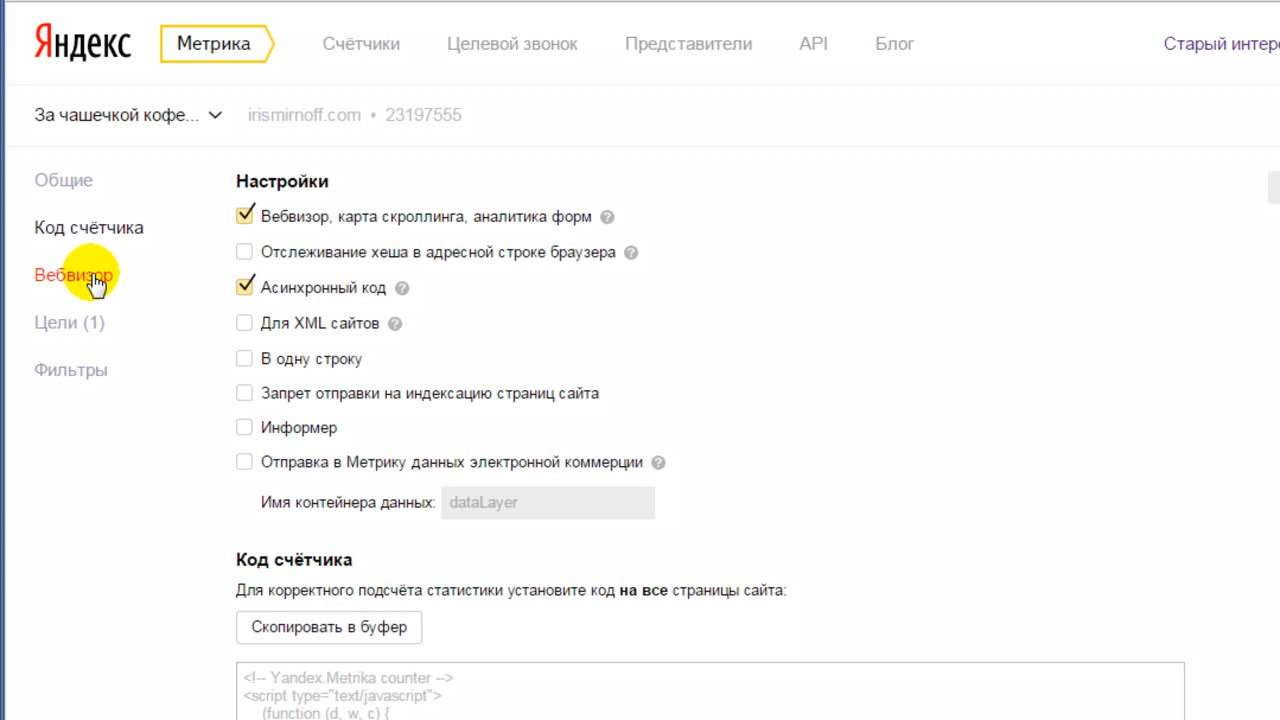 Яндекс Метрика Счётчики Целевой звонок Представители API Блог Старый интер
За чашечкой кофе... irismirnoff.com • 23197555
Общие
Код счётчика
Вебвизор
Цели (1)
Фильтры
Настройки
Вебвизор, карта скроллинга, аналитика форм ?
Отслеживание хеша в адресной строке браузера ?
Асинхронный код ?
Для XML сайтов ?
В одну строку
Запрет отправки на индексацию страниц сайта
Информер
Отправка в Метрику данных электронной коммерции ?
Имя контейнера данных: dataLayer
Код счётчика
Для корректного подсчёта статистики установите код на все страницы сайта:
Скопировать в буфер
<!-- Yandex.Metrika counter -->
<script type="text/javascript">
(function (d, w, c) {